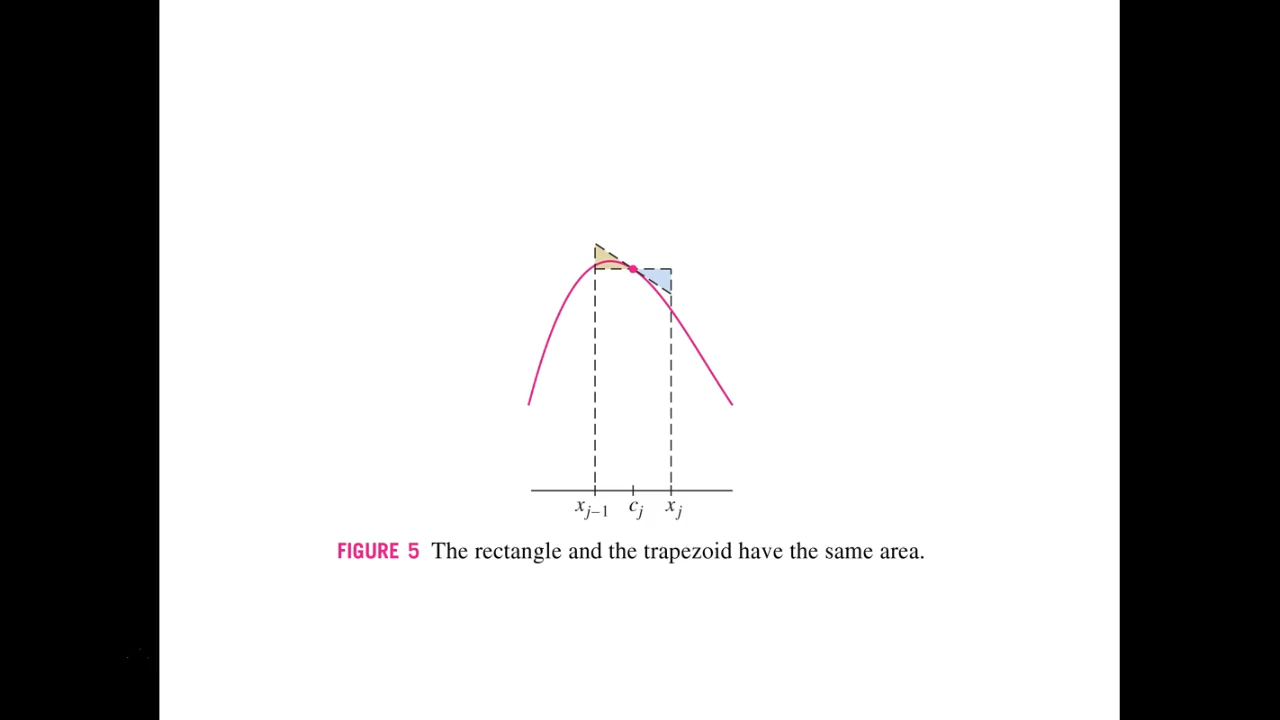 x_{j–1} c_j x_j
FIGURE 5 The rectangle and the trapezoid have the same area.